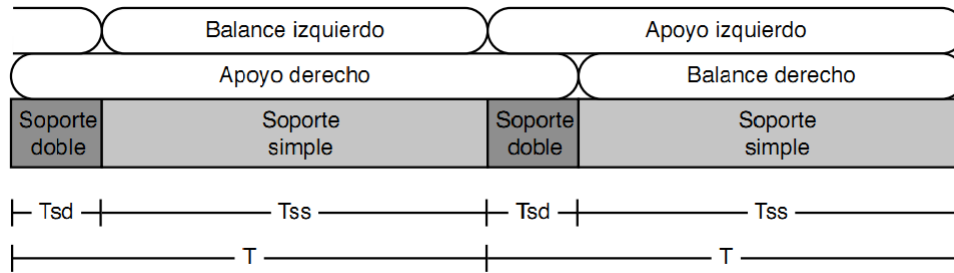 Balance izquierdo Apoyo izquierdo
Apoyo derecho Balance derecho
Soporte Soporte Soporte Soporte
doble simple doble simple
Tsd Tss Tsd Tss
T T